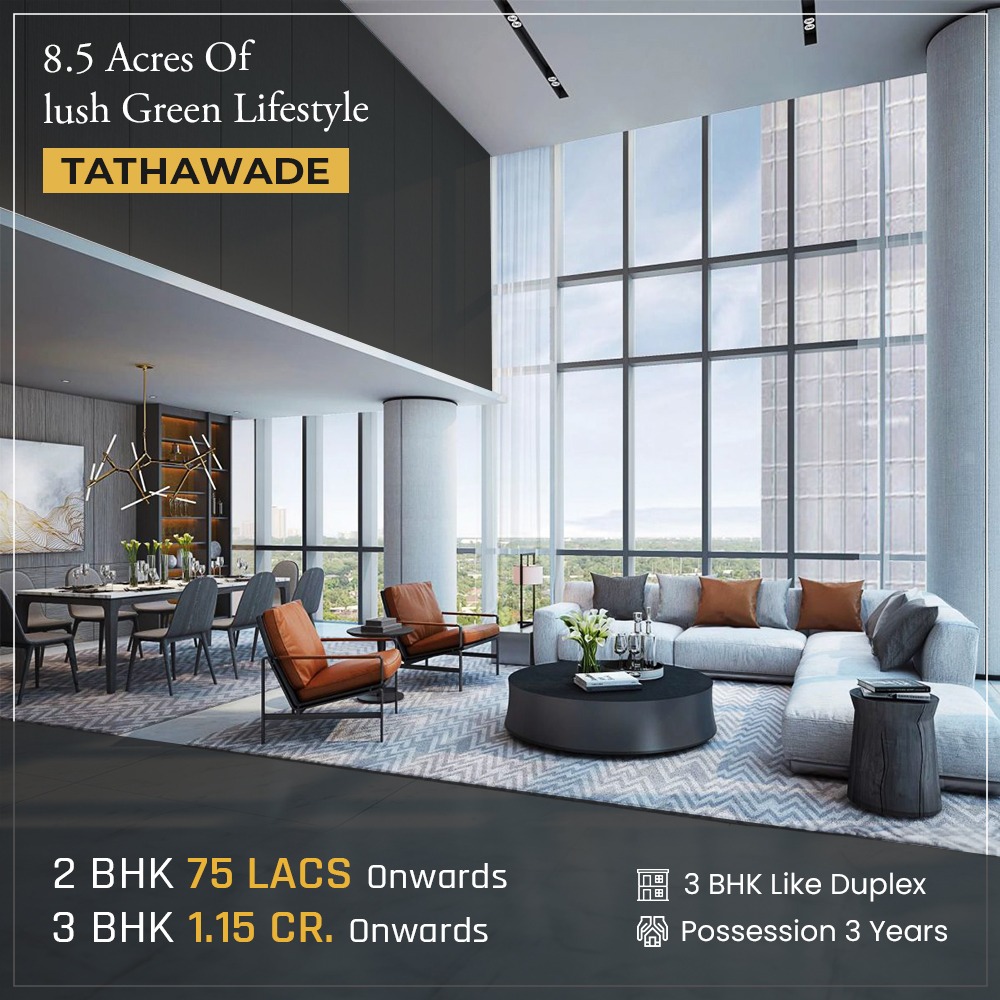 8.5 Acres Of
lush Green Lifestyle
TATHAWADE
2 BHK 75 LACS Onwards
3 BHK 1.15 CR. Onwards
3 BHK Like Duplex
Possession 3 Years